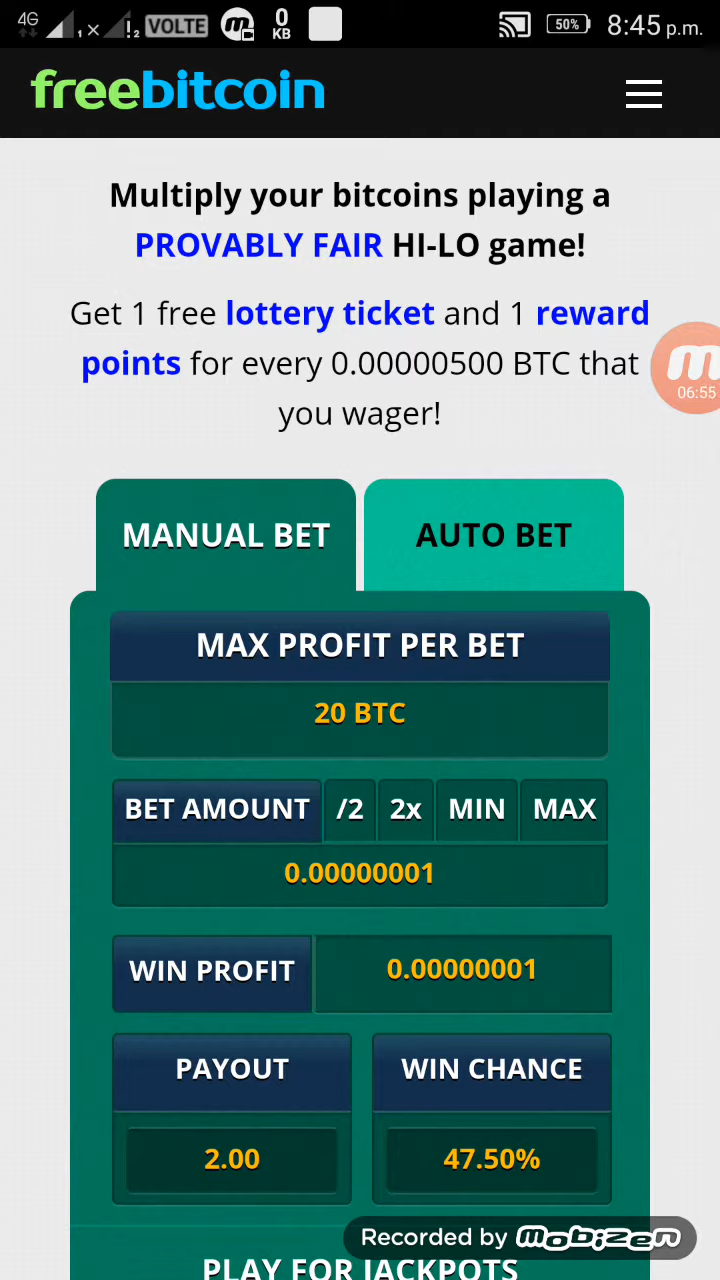 4G 1 x ! 2 VOLTE m 0 KB 50% 8:45 p.m.
freebitcoin
Multiply your bitcoins playing a
PROVABLY FAIR HI-LO game!
Get 1 free lottery ticket and 1 reward
points for every 0.00000500 BTC that
you wager!
m
06:55
MANUAL BET AUTO BET
MAX PROFIT PER BET
20 BTC
BET AMOUNT /2 2x MIN MAX
0.00000001
WIN PROFIT 0.00000001
PAYOUT WIN CHANCE
2.00 47.50%
Recorded by mobizen
PLAY FOR JACKPOTS